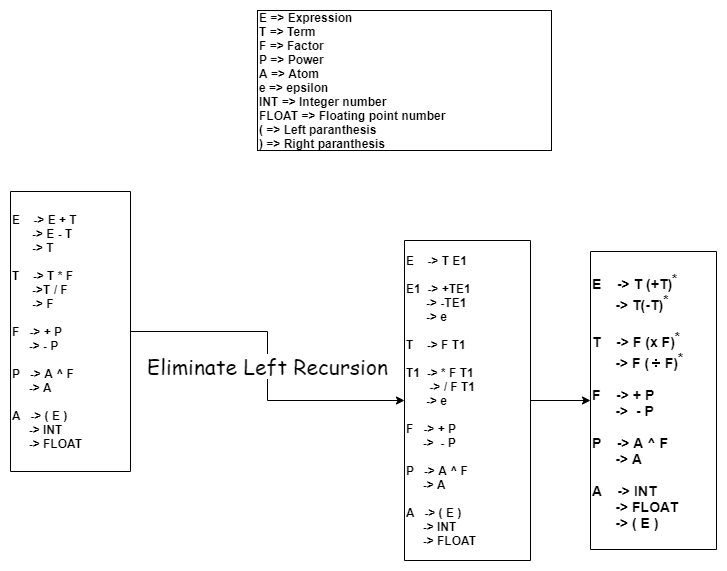 E => Expression
T => Term
F => Factor
P => Power
A => Atom
e => epsilon
INT => Integer number
FLOAT => Floating point number
( => Left paranthesis
) => Right paranthesis
E -> E + T
-> E - T
-> T
T -> T * F
->T / F
-> F
F -> + P
-> - P
P -> A ^ F
-> A
A -> ( E )
-> INT
-> FLOAT
Eliminate Left Recursion
E -> T E1
E1 -> +TE1
-> -TE1
-> e
T -> F T1
T1 -> * F T1
-> / F T1
-> e
F -> + P
-> - P
P -> A ^ F
-> A
A -> ( E )
-> INT
-> FLOAT
E -> T (+T)*
-> T(-T)*
T -> F (x F)*
-> F (÷ F)*
F -> + P
-> - P
P -> A ^ F
-> A
A -> INT
-> FLOAT
-> ( E )